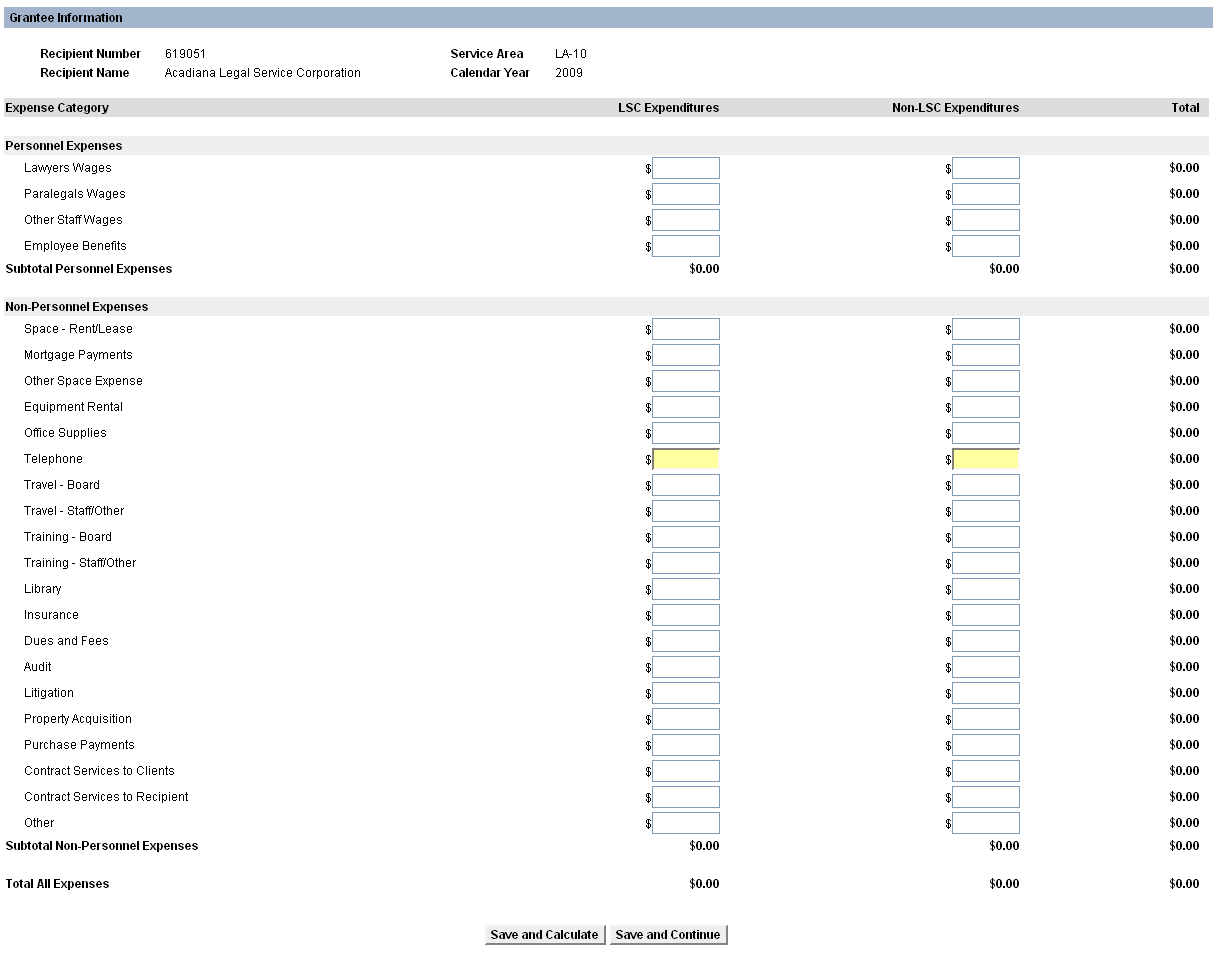 Grantee Information
Recipient Number 619051 Service Area LA-10
Recipient Name Acadiana Legal Service Corporation Calendar Year 2009
Expense Category LSC Expenditures Non-LSC Expenditures Total
Personnel Expenses
Lawyers Wages $ $ $0.00
Paralegals Wages $ $ $0.00
Other Staff Wages $ $ $0.00
Employee Benefits $ $ $0.00
Subtotal Personnel Expenses $0.00 $0.00 $0.00
Non-Personnel Expenses
Space - Rent/Lease $ $ $0.00
Mortgage Payments $ $ $0.00
Other Space Expense $ $ $0.00
Equipment Rental $ $ $0.00
Office Supplies $ $ $0.00
Telephone $ $ $0.00
Travel - Board $ $ $0.00
Travel - Staff/Other $ $ $0.00
Training - Board $ $ $0.00
Training - Staff/Other $ $ $0.00
Library $ $ $0.00
Insurance $ $ $0.00
Dues and Fees $ $ $0.00
Audit $ $ $0.00
Litigation $ $ $0.00
Property Acquisition $ $ $0.00
Purchase Payments $ $ $0.00
Contract Services to Clients $ $ $0.00
Contract Services to Recipient $ $ $0.00
Other $ $ $0.00
Subtotal Non-Personnel Expenses $0.00 $0.00 $0.00
Total All Expenses $0.00 $0.00 $0.00
Save and Calculate Save and Continue